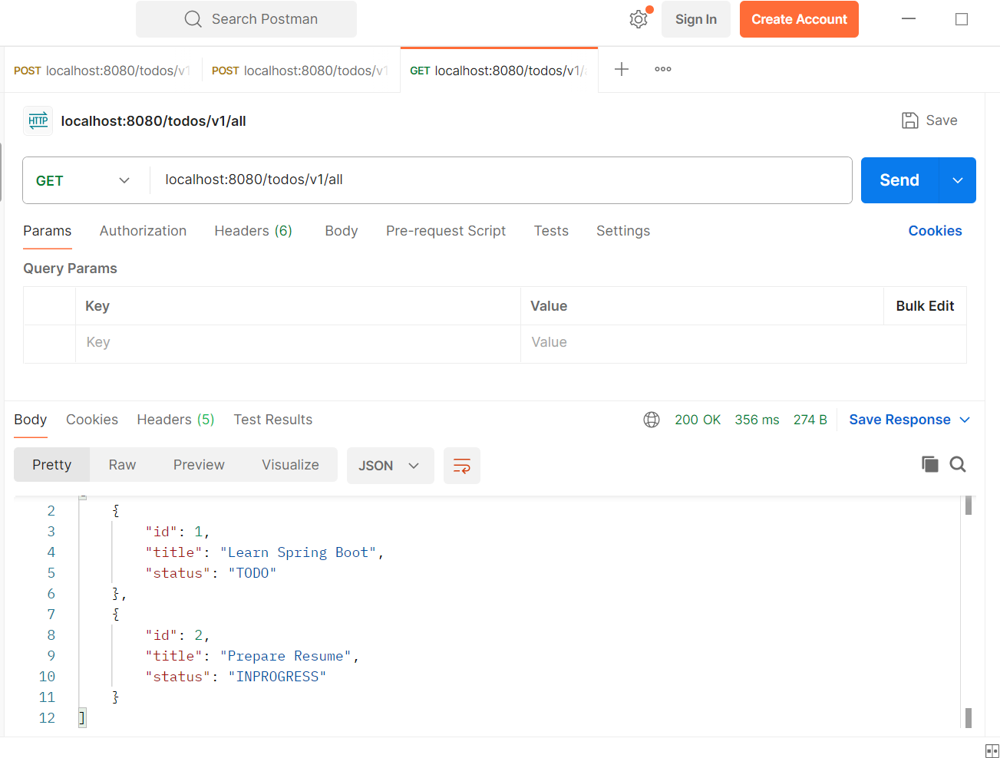 Search Postman
Sign In
Create Account
POST localhost:8080/todos/v1
POST localhost:8080/todos/v1
GET localhost:8080/todos/v1/
HTTP localhost:8080/todos/v1/all
Save
GET localhost:8080/todos/v1/all
Send
Params Authorization Headers (6) Body Pre-request Script Tests Settings Cookies
Query Params
Key Value Bulk Edit
Key Value
Body Cookies Headers (5) Test Results 200 OK 356 ms 274 B Save Response
Pretty Raw Preview Visualize JSON
2 {
3 "id": 1,
4 "title": "Learn Spring Boot",
5 "status": "TODO"
6 },
7 {
8 "id": 2,
9 "title": "Prepare Resume",
10 "status": "INPROGRESS"
11 }
12 ]